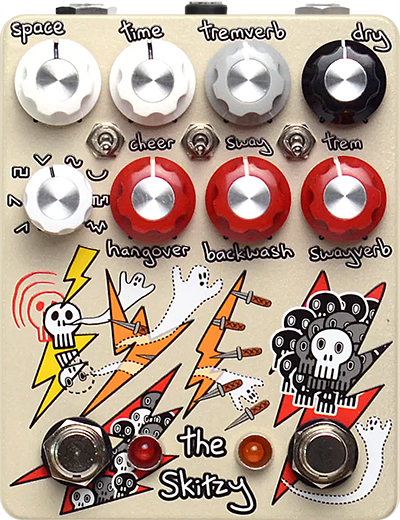 space time tremverb dry
cheer sway trem
hangover backwash swayverb
the
Skitzy